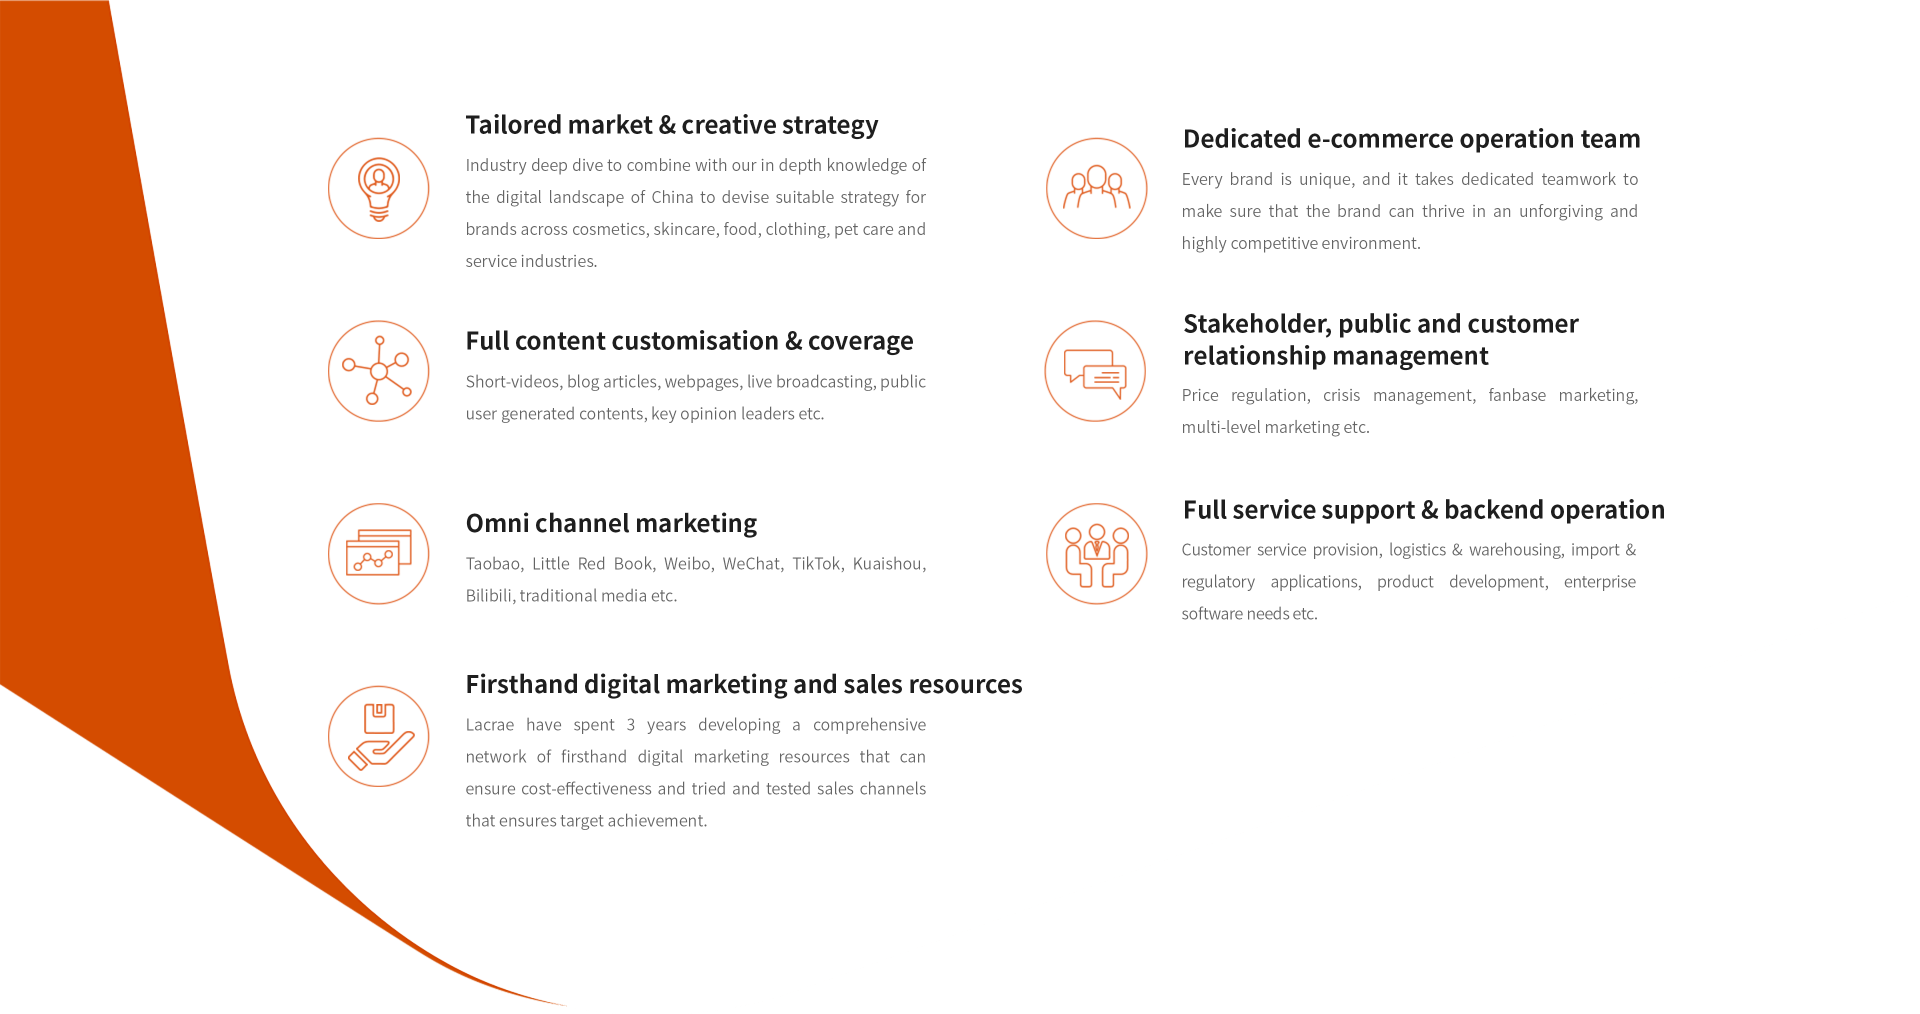 Tailored market & creative strategy
Industry deep dive to combine with our in depth knowledge of
the digital landscape of China to devise suitable strategy for
brands across cosmetics, skincare, food, clothing, pet care and
service industries.
Full content customisation & coverage
Short-videos, blog articles, webpages, live broadcasting, public
user generated contents, key opinion leaders etc.
Omni channel marketing
Taobao, Little Red Book, Weibo, WeChat, TikTok, Kuaishou,
Bilibili, traditional media etc.
Firsthand digital marketing and sales resources
Lacrae have spent 3 years developing a comprehensive
network of firsthand digital marketing resources that can
ensure cost-effectiveness and tried and tested sales channels
that ensures target achievement.
Dedicated e-commerce operation team
Every brand is unique, and it takes dedicated teamwork to
make sure that the brand can thrive in an unforgiving and
highly competitive environment.
Stakeholder, public and customer
relationship management
Price regulation, crisis management, fanbase marketing,
multi-level marketing etc.
Full service support & backend operation
Customer service provision, logistics & warehousing, import &
regulatory applications, product development, enterprise
software needs etc.